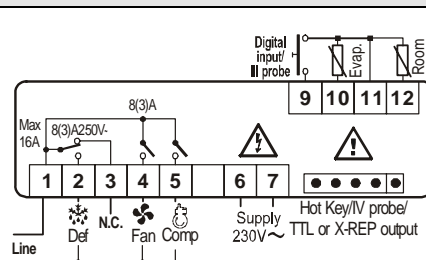 Digital
input/
III probe
Evap.
Room
9 10 11 12
8(3)A
Max
16A
8(3)A250V~
1 2 3 4 5 6 7
Def
N.C.
Fan Comp
Supply
230V~
Hot Key/IV probe/
TTL or X-REP output
Line